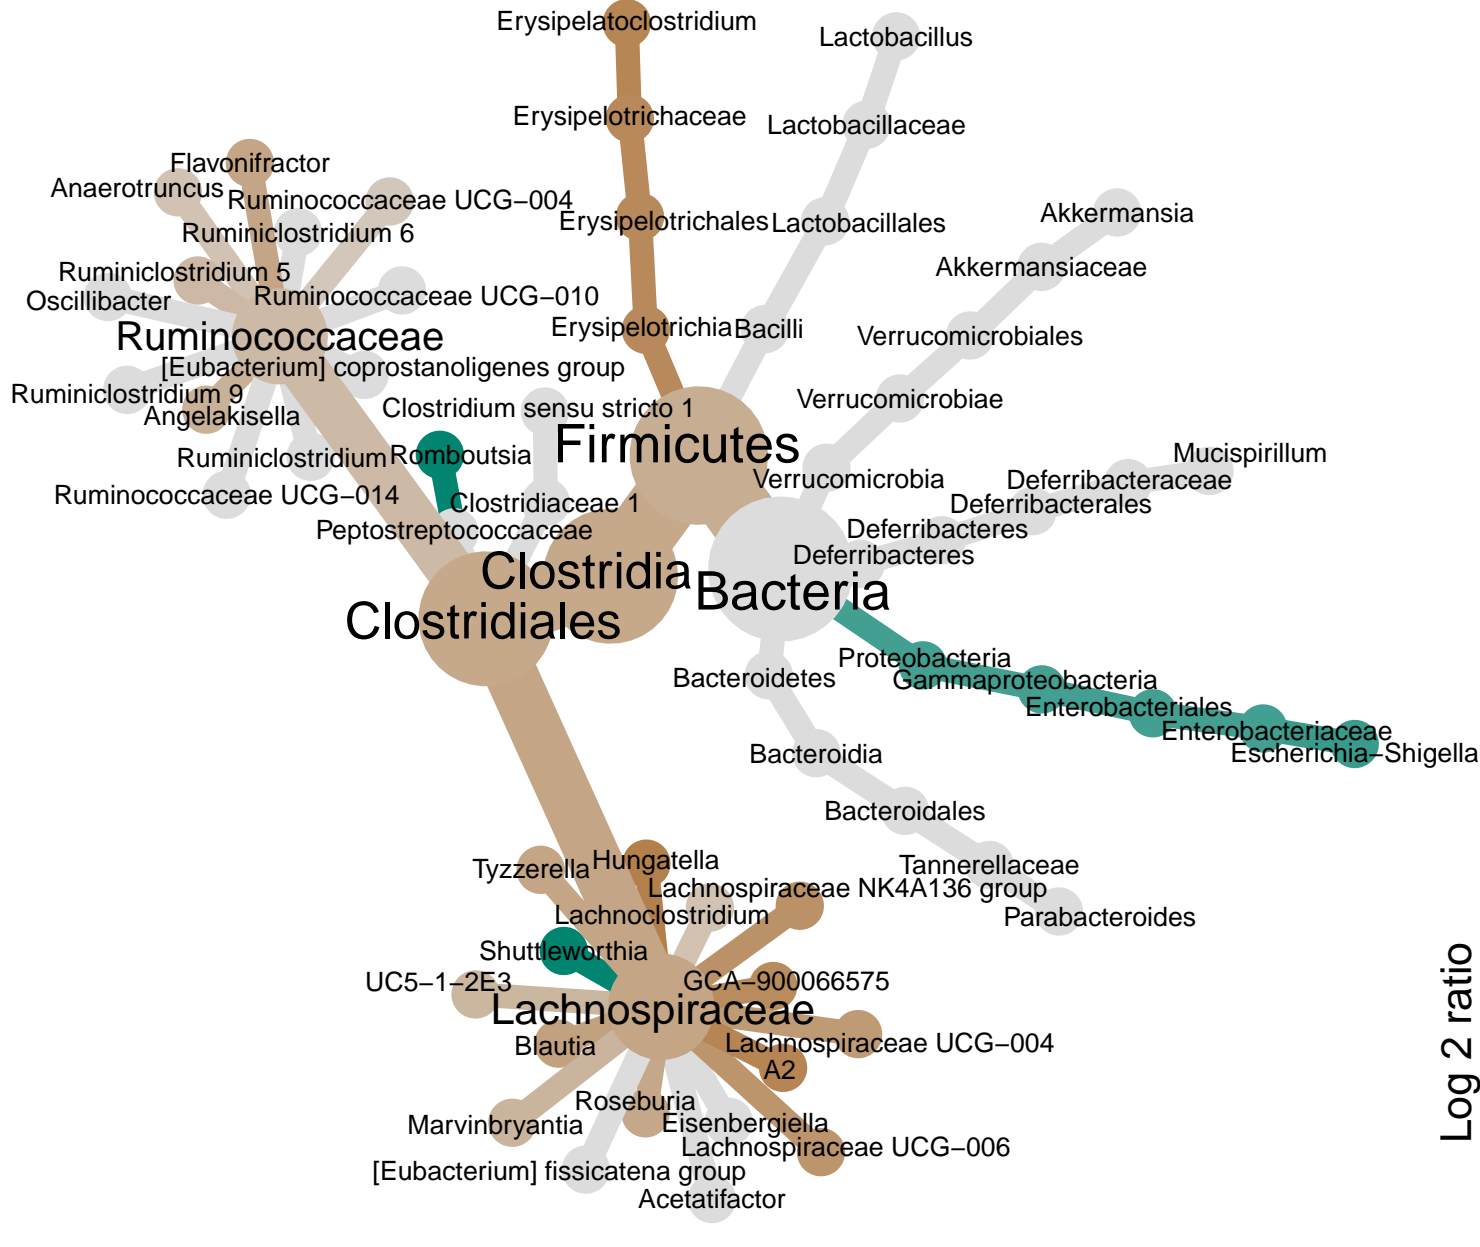 Erysipelatoclostridium
Lactobacillus
Erysipelotrichaceae
Lactobacillaceae
Flavonifractor
Anaerotruncus
Ruminococcaceae UCG−004
Akkermansia
Erysipelotrichales
Lactobacillales
Ruminiclostridium 6
Akkermansiaceae
Ruminiclostridium 5
Ruminococcaceae UCG−010
Oscillibacter
Erysipelotrichia
Bacilli
Verrucomicrobiales
Ruminococcaceae
[Eubacterium] coprostanoligenes group
Ruminiclostridium 9
Verrucomicrobiae
Clostridium sensu stricto 1
Angelakisella
Firmicutes
Mucispirillum
Ruminiclostridium
Romboutsia
Verrucomicrobia
Deferribacteraceae
Ruminococcaceae UCG−014
Clostridiaceae 1
Deferribacterales
Peptostreptococcaceae
Deferribacteres
Deferribacteres
Clostridia
Bacteria
Clostridiales
Proteobacteria
Bacteroidetes
Gammaproteobacteria
Enterobacteriales
Enterobacteriaceae
Escherichia−Shigella
Bacteroidia
Bacteroidales
Tyzzerella
Hungatella
Tannerellaceae
Lachnospiraceae NK4A136 group
Lachnoclostridium
Parabacteroides
Shuttleworthia
UC5−1−2E3
GCA−900066575
Lachnospiraceae
Blautia
Lachnospiraceae UCG−004
A2
Roseburia
Marvinbryantia
Eisenbergiella
Lachnospiraceae UCG−006
[Eubacterium] fissicatena group
Acetatifactor
Log 2 ratio